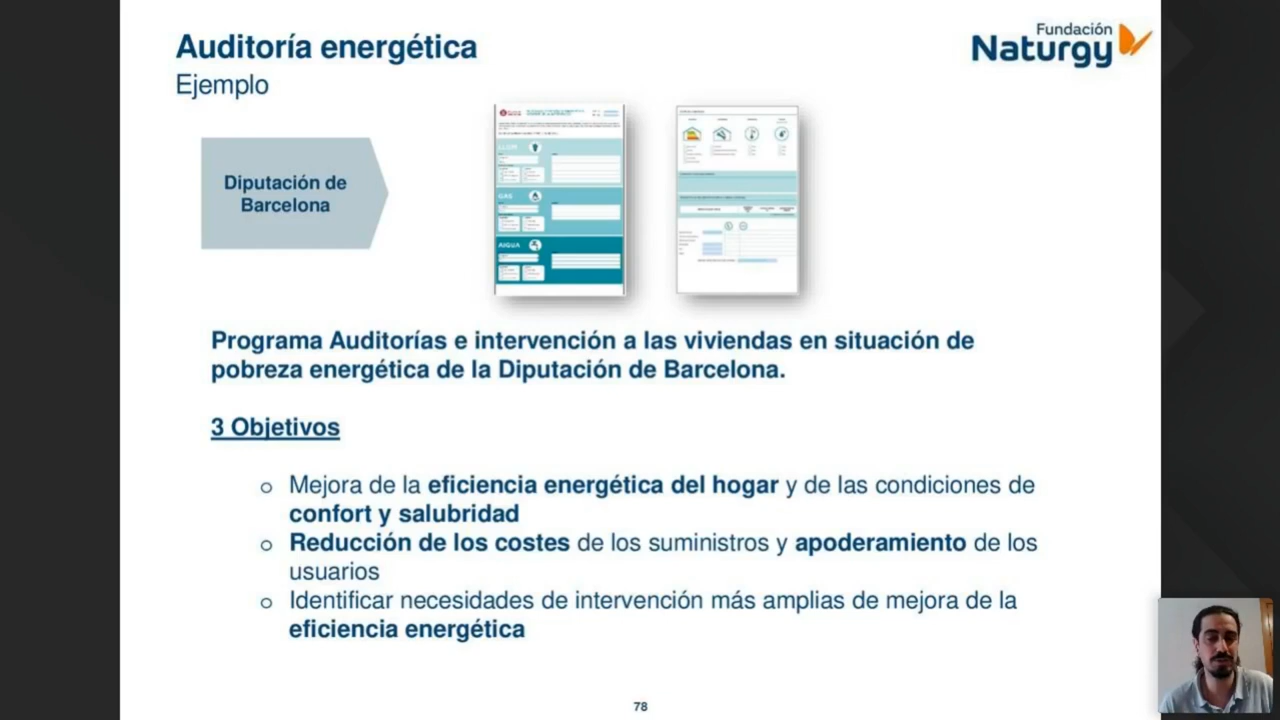 Auditoría energética
Ejemplo
Fundación
Naturgy
Diputación de
Barcelona
LLUM
GAS
AIGUA
Programa Auditorías e intervención a las viviendas en situación de
pobreza energética de la Diputación de Barcelona.
3 Objetivos
o Mejora de la eficiencia energética del hogar y de las condiciones de
confort y salubridad
o Reducción de los costes de los suministros y apoderamiento de los
usuarios
o Identificar necesidades de intervención más amplias de mejora de la
eficiencia energética
78